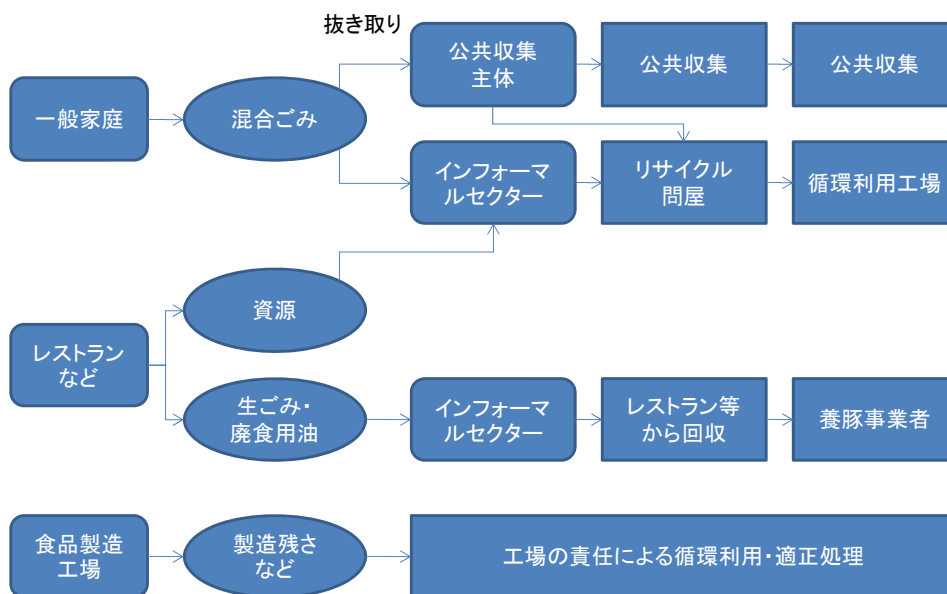 抜き取り
公共収集
主体
公共収集
公共収集
一般家庭
混合ごみ
インフォーマ
ルセクター
リサイクル
問屋
循環利用工場
資源
レストラン
など
生ごみ・
廃食用油
インフォーマ
ルセクター
レストラン等
から回収
養豚事業者
食品製造
工場
製造残さ
など
工場の責任による循環利用・適正処理